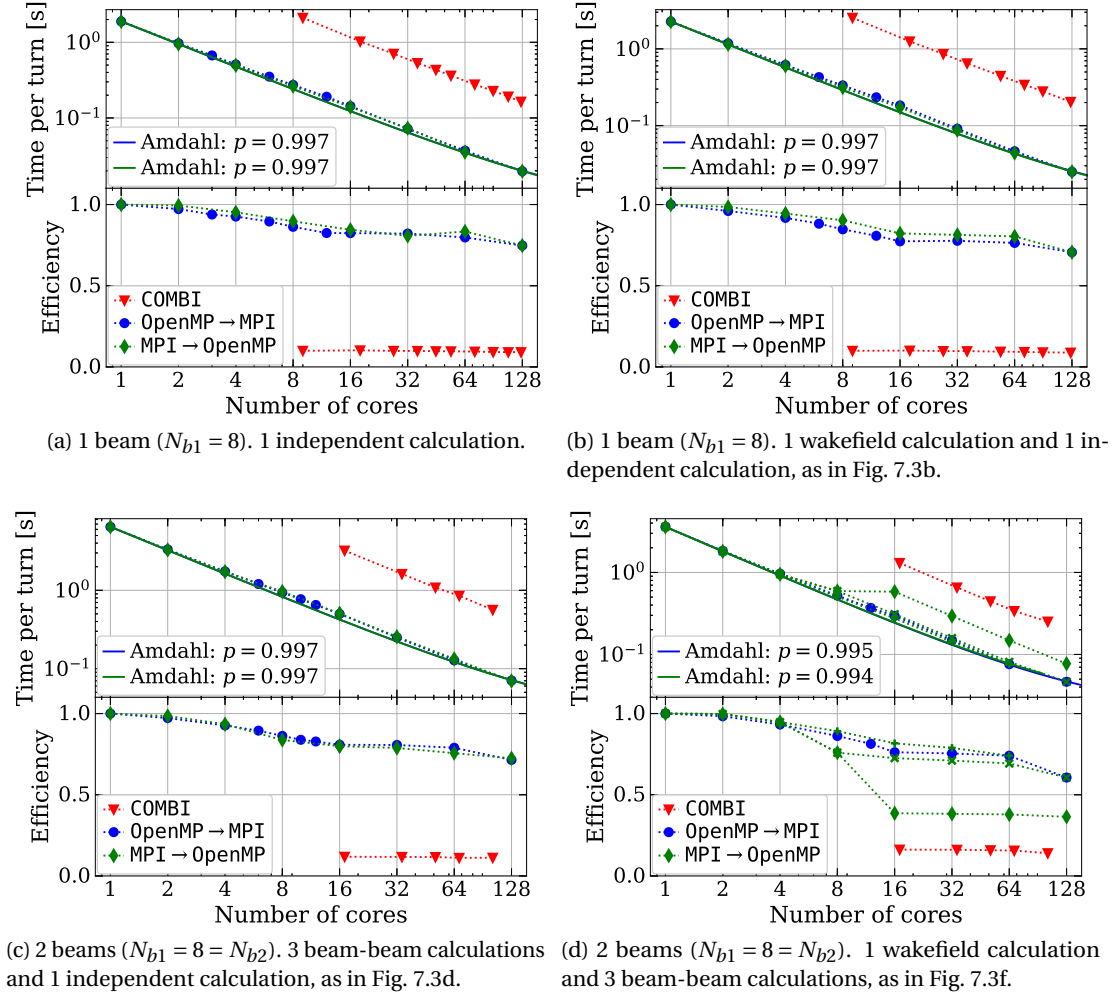 Time per turn [s]
10⁰
10⁻¹
Amdahl: p = 0.997
Amdahl: p = 0.997
Efficiency
1.0
0.5
0.0
COMBI
OpenMP → MPI
MPI → OpenMP
1 2 4 8 16 32 64 128
Number of cores
(a) 1 beam (N_b1 = 8). 1 independent calculation.
Time per turn [s]
10⁰
10⁻¹
Amdahl: p = 0.997
Amdahl: p = 0.997
Efficiency
1.0
0.5
0.0
COMBI
OpenMP → MPI
MPI → OpenMP
1 2 4 8 16 32 64 128
Number of cores
(b) 1 beam (N_b1 = 8). 1 wakefield calculation and 1 in-
dependent calculation, as in Fig. 7.3b.
Time per turn [s]
10⁰
10⁻¹
Amdahl: p = 0.997
Amdahl: p = 0.997
Efficiency
1.0
0.5
0.0
COMBI
OpenMP → MPI
MPI → OpenMP
1 2 4 8 16 32 64 128
Number of cores
(c) 2 beams (N_b1 = 8 = N_b2). 3 beam-beam calculations
and 1 independent calculation, as in Fig. 7.3d.
Time per turn [s]
10⁰
10⁻¹
Amdahl: p = 0.995
Amdahl: p = 0.994
Efficiency
1.0
0.5
0.0
COMBI
OpenMP → MPI
MPI → OpenMP
1 2 4 8 16 32 64 128
Number of cores
(d) 2 beams (N_b1 = 8 = N_b2). 1 wakefield calculation
and 3 beam-beam calculations, as in Fig. 7.3f.